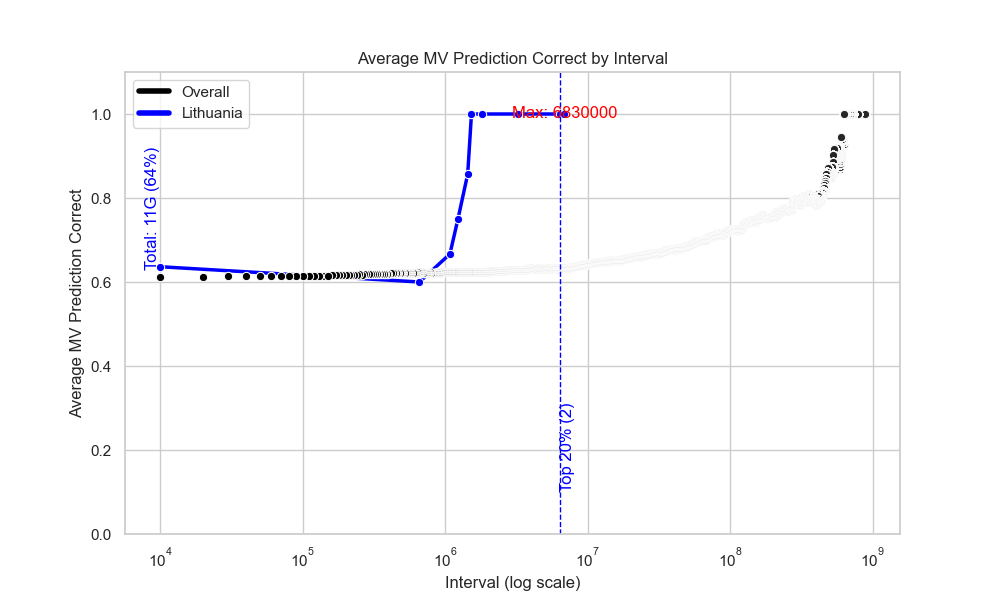 Average MV Prediction Correct by Interval
Overall
Lithuania
Max: 6830000
Total: 11G (64%)
Top 20% (2)
Average MV Prediction Correct
1.0
0.8
0.6
0.4
0.2
0.0
10^4 10^5 10^6 10^7 10^8 10^9
Interval (log scale)